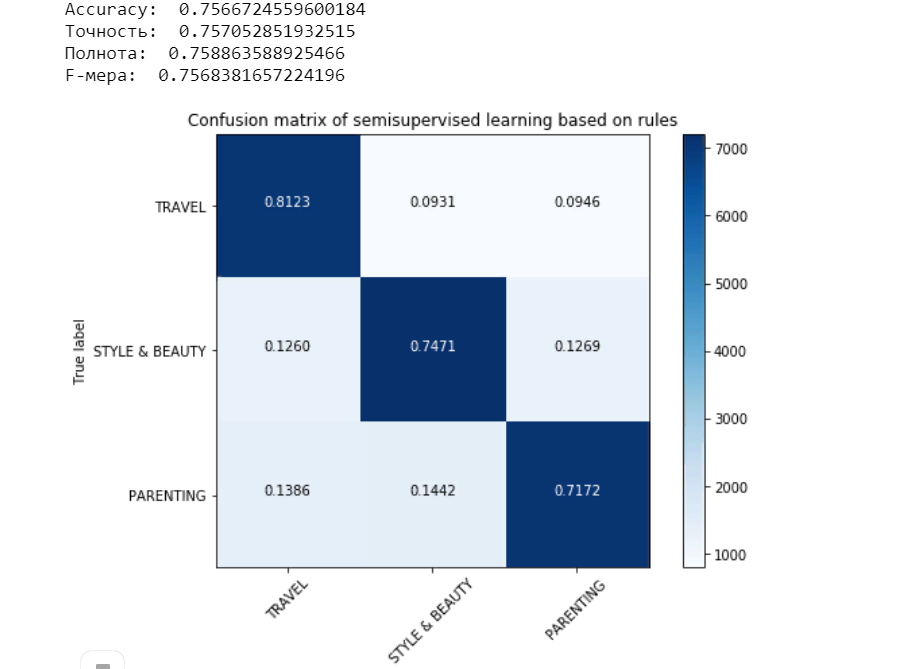 Accuracy: 0.7566724559600184
Точность: 0.757052851932515
Полнота: 0.758863588925466
F-мера: 0.7568381657224196
Confusion matrix of semisupervised learning based on rules
True label
TRAVEL
0.8123 0.0931 0.0946
STYLE & BEAUTY
0.1260 0.7471 0.1269
PARENTING
0.1386 0.1442 0.7172
TRAVEL
STYLE & BEAUTY
PARENTING
7000
6000
5000
4000
3000
2000
1000